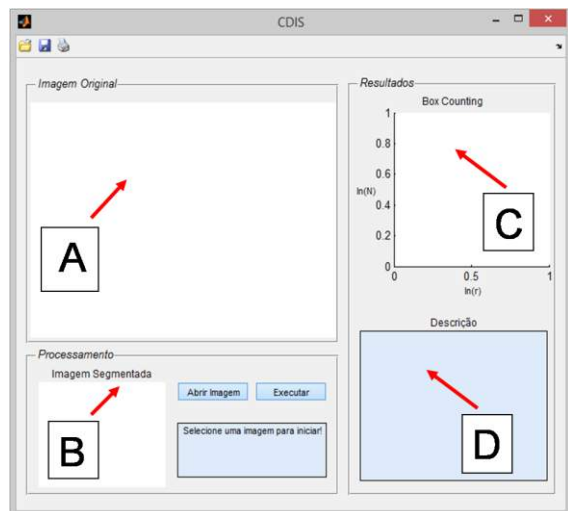 CDIS
Imagem Original
A
Processamento
Imagem Segmentada
B
Abrir Imagem
Executar
Selecione uma imagem para iniciar!
Resultados
Box Counting
1
0.8
0.6
ln(N)
0.4
0.2
0
0
0.5
1
ln(r)
C
Descrição
D